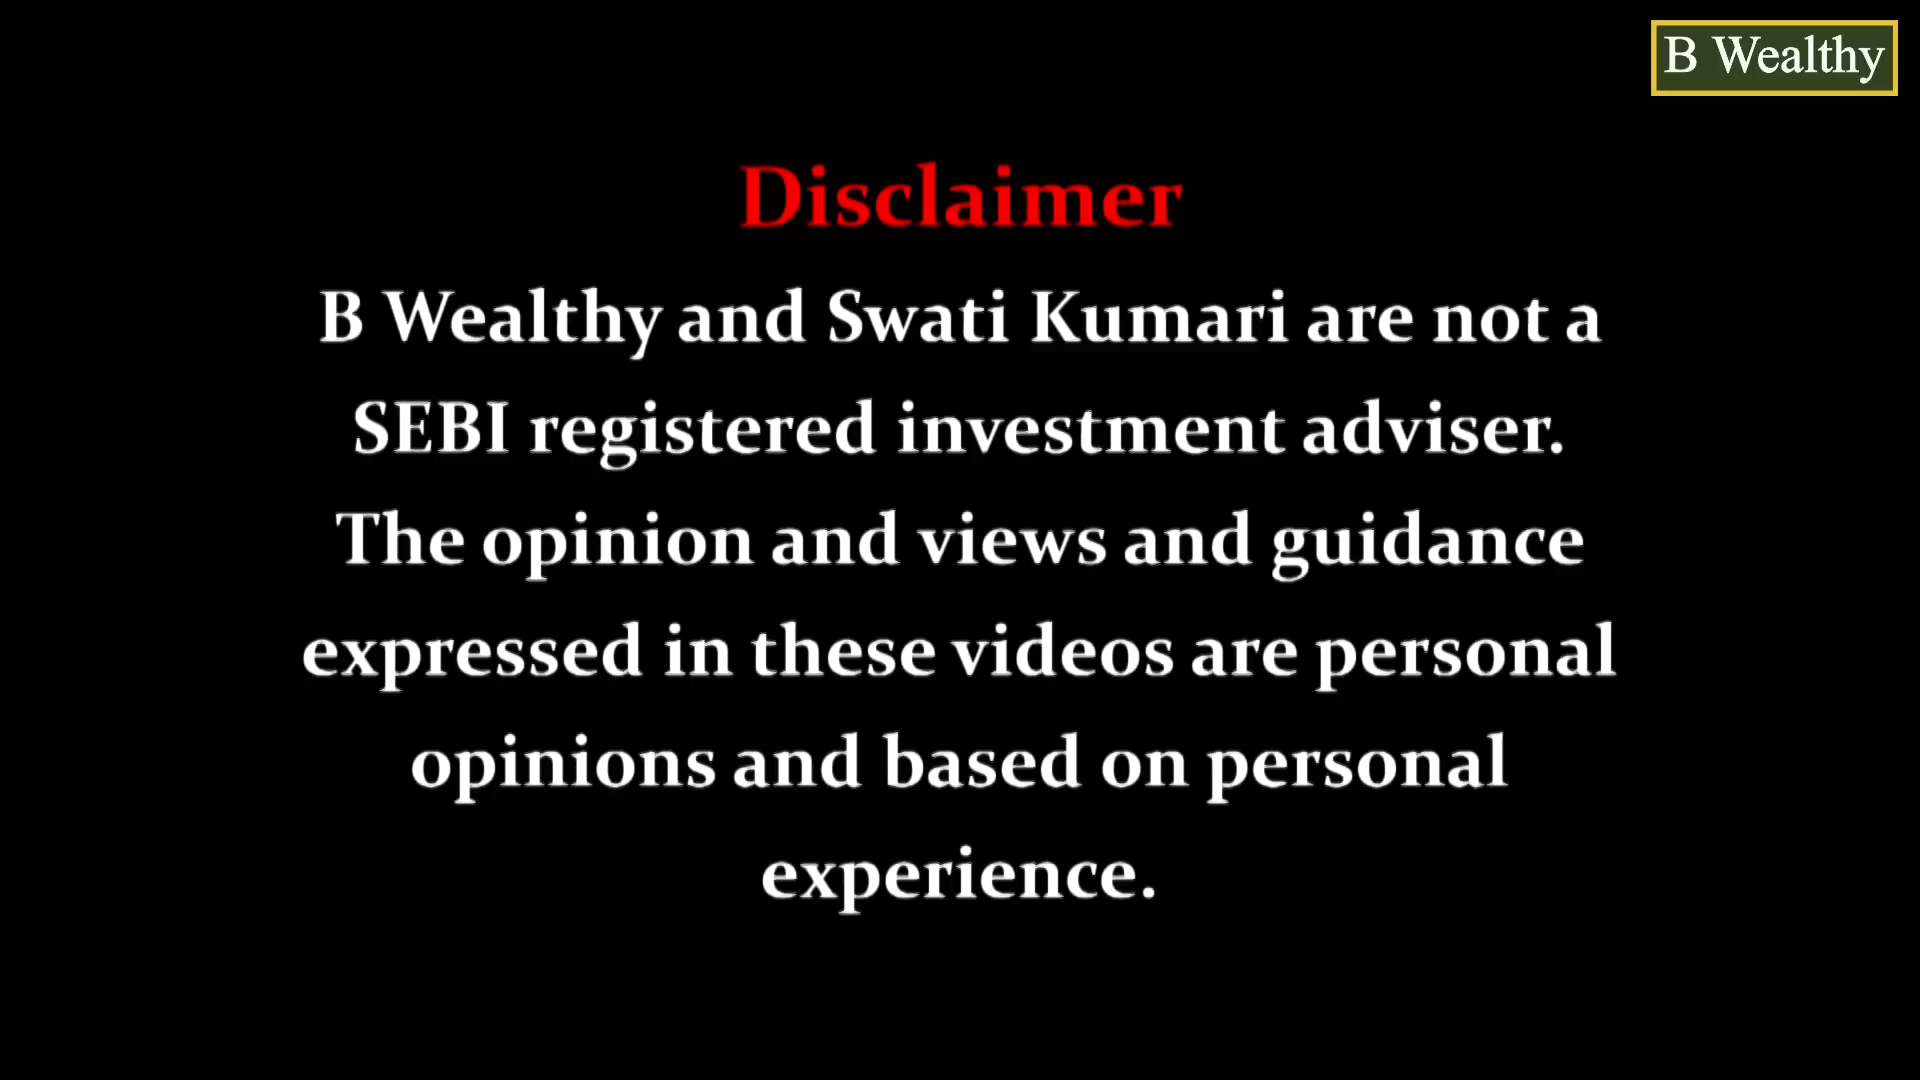 B Wealthy
Disclaimer
B Wealthy and Swati Kumari are not a
SEBI registered investment adviser.
The opinion and views and guidance
expressed in these videos are personal
opinions and based on personal
experience.